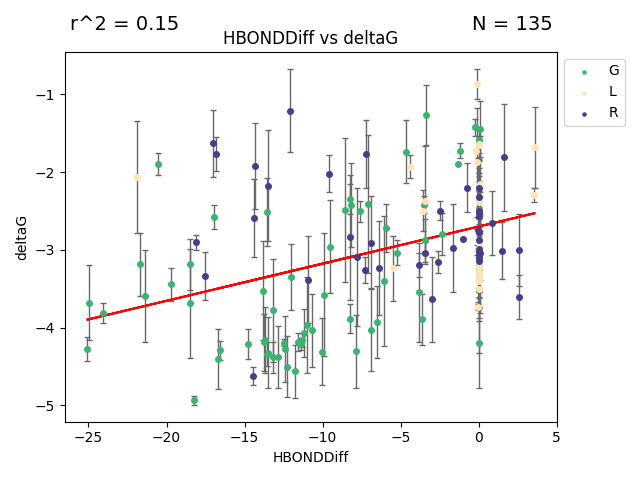 r^2 = 0.15
N = 135
HBONDDiff vs deltaG
G
L
R
−1
−2
−3
−4
−5
deltaG
−25 −20 −15 −10 −5 0 5
HBONDDiff